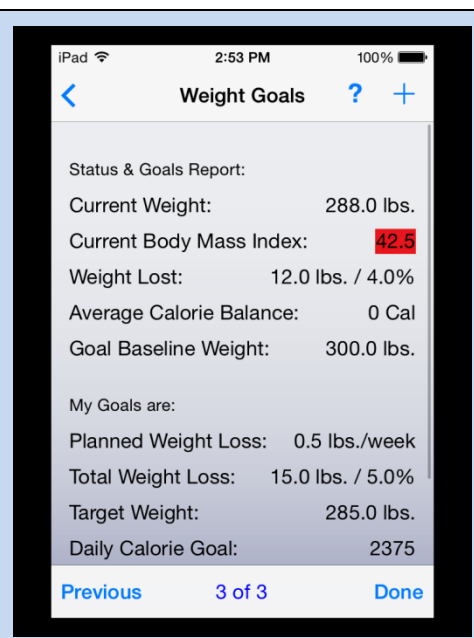 iPad 2:53 PM 100%
Weight Goals ? +
Status & Goals Report:
Current Weight: 288.0 lbs.
Current Body Mass Index: 42.5
Weight Lost: 12.0 lbs. / 4.0%
Average Calorie Balance: 0 Cal
Goal Baseline Weight: 300.0 lbs.
My Goals are:
Planned Weight Loss: 0.5 lbs./week
Total Weight Loss: 15.0 lbs. / 5.0%
Target Weight: 285.0 lbs.
Daily Calorie Goal: 2375
Previous 3 of 3 Done